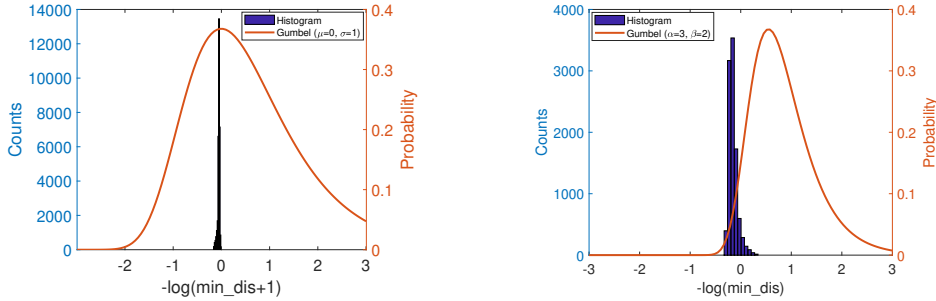 Histogram
Gumbel (μ=0, σ=1)
14000
12000
10000
8000
6000
4000
2000
0
Counts
0.4
0.3
0.2
0.1
0
Probability
-2 -1 0 1 2 3
-log(min_dis+1)
Histogram
Gumbel (α=3, β=2)
4000
3000
2000
1000
0
Counts
0.4
0.3
0.2
0.1
0
Probability
-3 -2 -1 0 1 2 3
-log(min_dis)